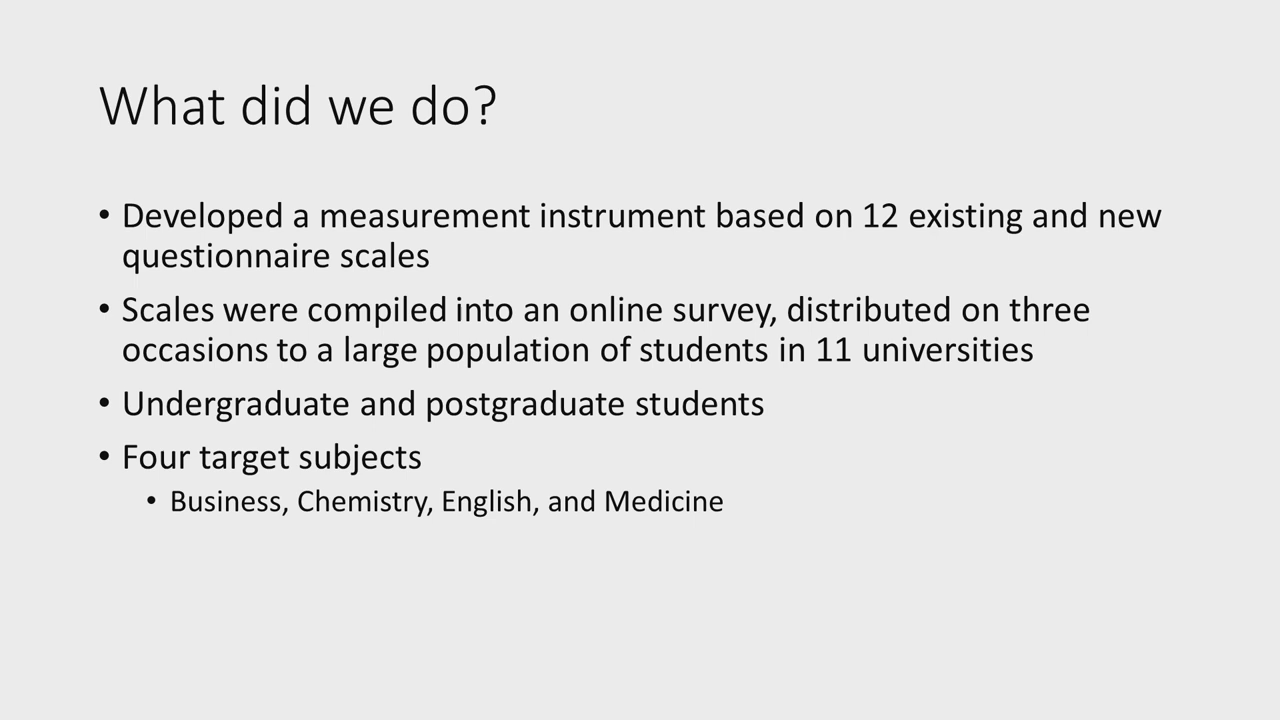 What did we do?
• Developed a measurement instrument based on 12 existing and new
questionnaire scales
• Scales were compiled into an online survey, distributed on three
occasions to a large population of students in 11 universities
• Undergraduate and postgraduate students
• Four target subjects
• Business, Chemistry, English, and Medicine